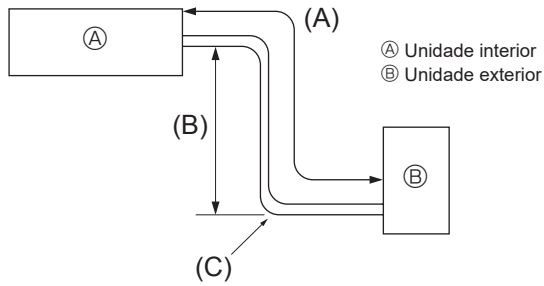 (A)
Ⓐ
Ⓐ Unidade interior
Ⓑ Unidade exterior
(B)
Ⓑ
(C)